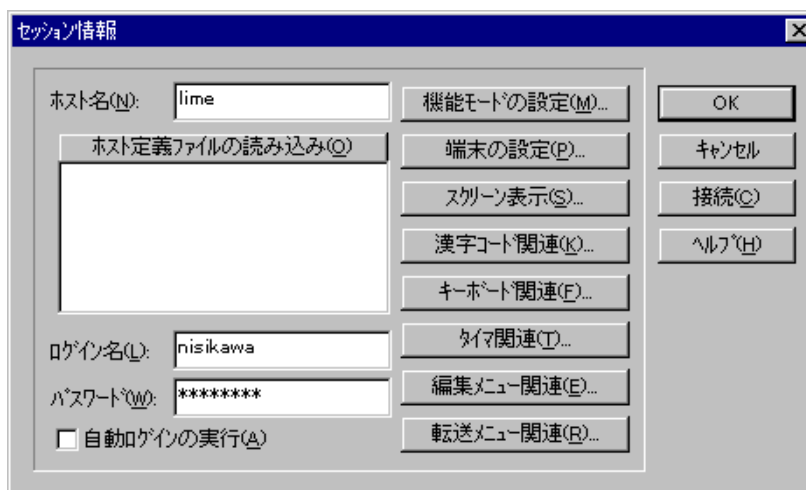 セッション情報
ホスト名(N): lime
ホスト定義ファイルの読み込み(O)
ログイン名(L): nisikawa
パスワード(W): ********
自動ログインの実行(A)
機能モードの設定(M)...
端末の設定(P)...
スクリーン表示(S)...
漢字コード関連(K)...
キーボード関連(F)...
タイマ関連(T)...
編集メニュー関連(E)...
転送メニュー関連(R)...
OK
キャンセル
接続(C)
ヘルプ(H)